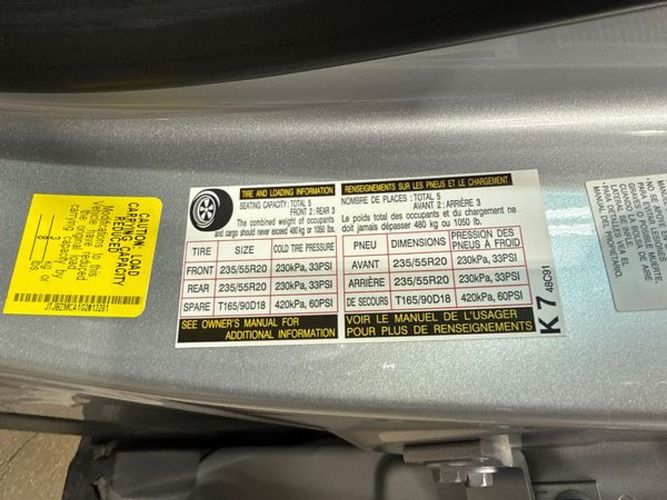 CAUTION: LOAD
CARRYING CAPACITY
REDUCED
Modifications to this
vehicle have reduced
the original load
carrying capacity by
kg or
lbs
TIRE AND LOADING INFORMATION
SEATING CAPACITY: TOTAL 5
FRONT 2: REAR 3
The combined weight of occupants
and cargo should never exceed 480 kg or 1050 lbs.
TIRE SIZE COLD TIRE PRESSURE
FRONT 235/55R20 230kPa, 33PSI
REAR 235/55R20 230kPa, 33PSI
SPARE T165/90D18 420kPa, 60PSI
SEE OWNER'S MANUAL FOR
ADDITIONAL INFORMATION
RENSEIGNEMENTS SUR LES PNEUS ET LE CHARGEMENT
NOMBRE DE PLACES : TOTAL 5
AVANT 2: ARRIÈRE 3
Le poids total des occupants et du chargement ne
doit jamais dépasser 480 kg ou 1050 lb.
PNEU DIMENSIONS PRESSION DES
PNEUS À FROID
AVANT 235/55R20 230kPa, 33PSI
ARRIÈRE 235/55R20 230kPa, 33PSI
DE SECOURS T165/90D18 420kPa, 60PSI
VOIR LE MANUEL DE L'USAGER
POUR PLUS DE RENSEIGNEMENTS
K 7 48C91